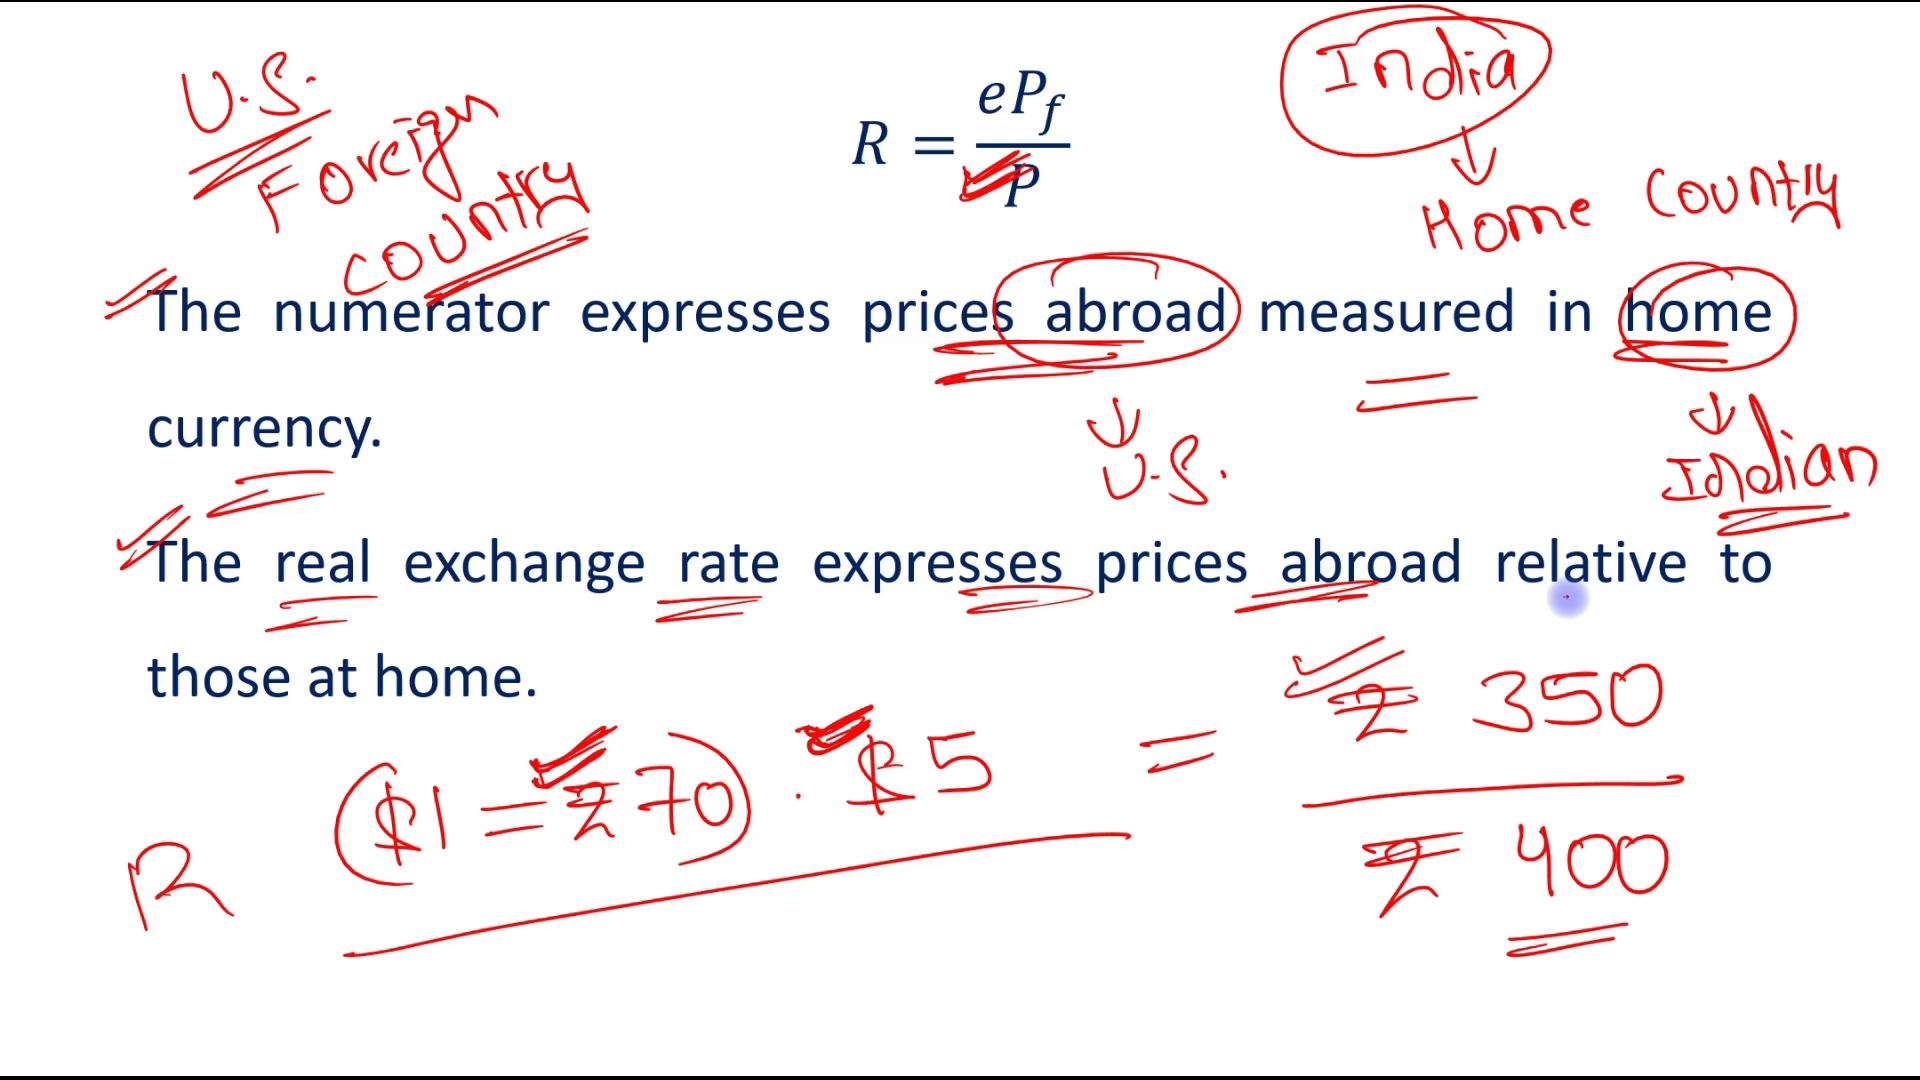 U.S.
Foreign
country
R = ePf / P
India
Home country
The numerator expresses prices abroad measured in home
currency.
U.S.
Indian
The real exchange rate expresses prices abroad relative to
those at home.
R ($1 = ₹70) . $5 = ₹ 350
₹ 400